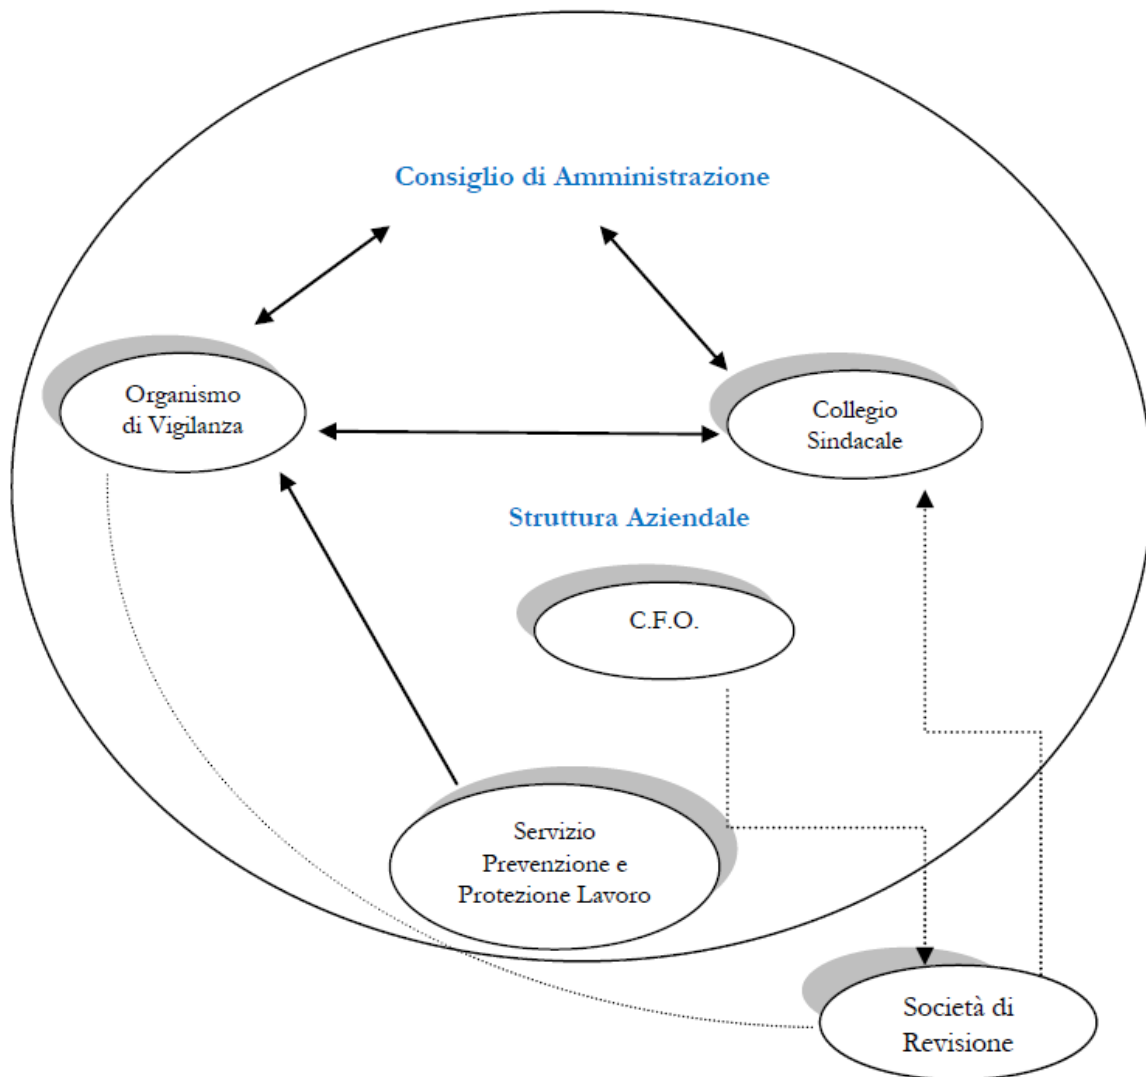 Consiglio di Amministrazione
Organismo
di Vigilanza
Collegio
Sindacale
Struttura Aziendale
C.F.O.
Servizio
Prevenzione e
Protezione Lavoro
Società di
Revisione